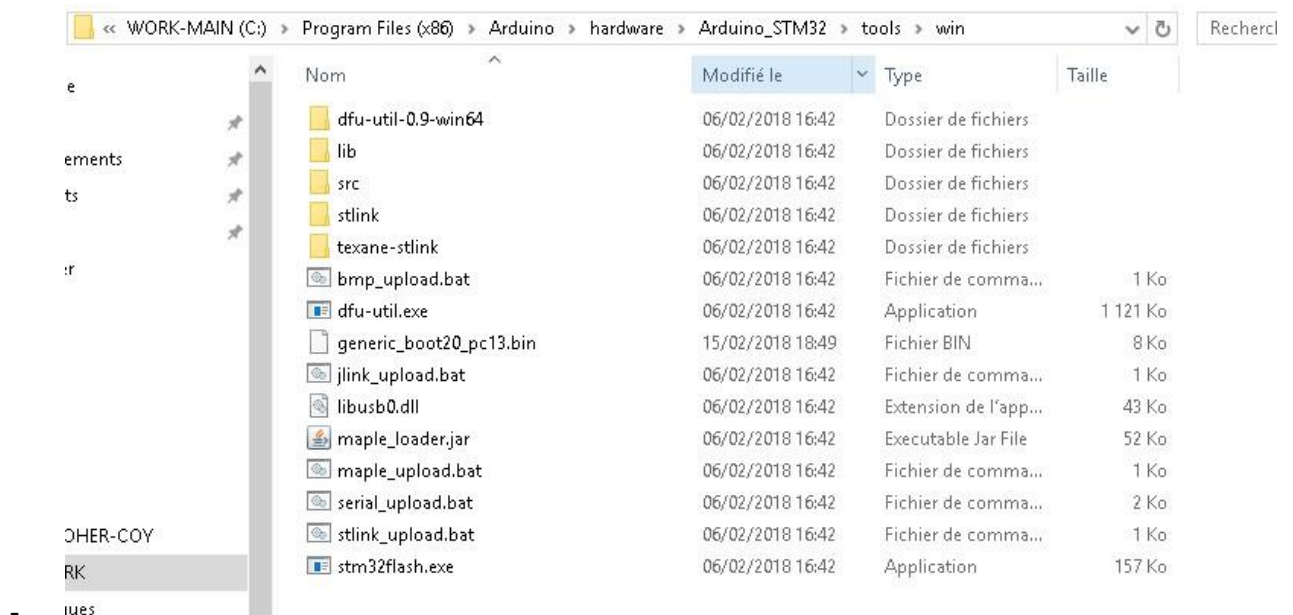 « WORK-MAIN (C:) > Program Files (x86) > Arduino > hardware > Arduino_STM32 > tools > win
Nom Modifié le Type Taille
dfu-util-0.9-win64 06/02/2018 16:42 Dossier de fichiers
lib 06/02/2018 16:42 Dossier de fichiers
ements
src 06/02/2018 16:42 Dossier de fichiers
ts
stlink 06/02/2018 16:42 Dossier de fichiers
texane-stlink 06/02/2018 16:42 Dossier de fichiers
bmp_upload.bat 06/02/2018 16:42 Fichier de comma... 1 Ko
dfu-util.exe 06/02/2018 16:42 Application 1 121 Ko
generic_boot20_pc13.bin 15/02/2018 18:49 Fichier BIN 8 Ko
jlink_upload.bat 06/02/2018 16:42 Fichier de comma... 1 Ko
libusb0.dll 06/02/2018 16:42 Extension de l'app... 43 Ko
maple_loader.jar 06/02/2018 16:42 Executable Jar File 52 Ko
maple_upload.bat 06/02/2018 16:42 Fichier de comma... 1 Ko
serial_upload.bat 06/02/2018 16:42 Fichier de comma... 2 Ko
OHER-COY
stlink_upload.bat 06/02/2018 16:42 Fichier de comma... 1 Ko
RK
stm32flash.exe 06/02/2018 16:42 Application 157 Ko
ques